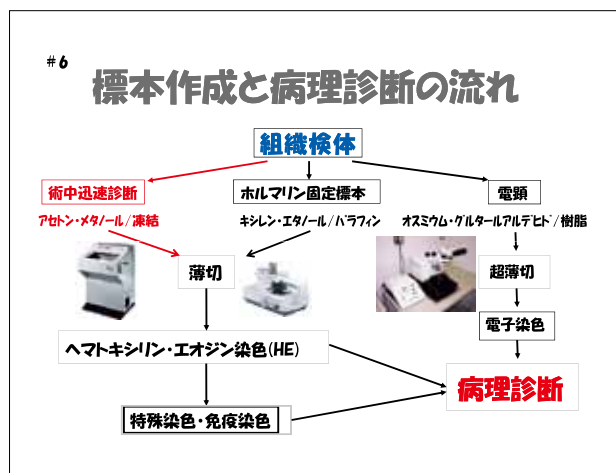 #6
標本作成と病理診断の流れ
組織検体
術中迅速診断
ホルマリン固定標本
電顕
アセトン・メタノール/凍結
キシレン・エタノール/パラフィン
オスミウム・グルタールアルデヒド/樹脂
薄切
超薄切
電子染色
ヘマトキシリン・エオジン染色(HE)
病理診断
特殊染色・免疫染色